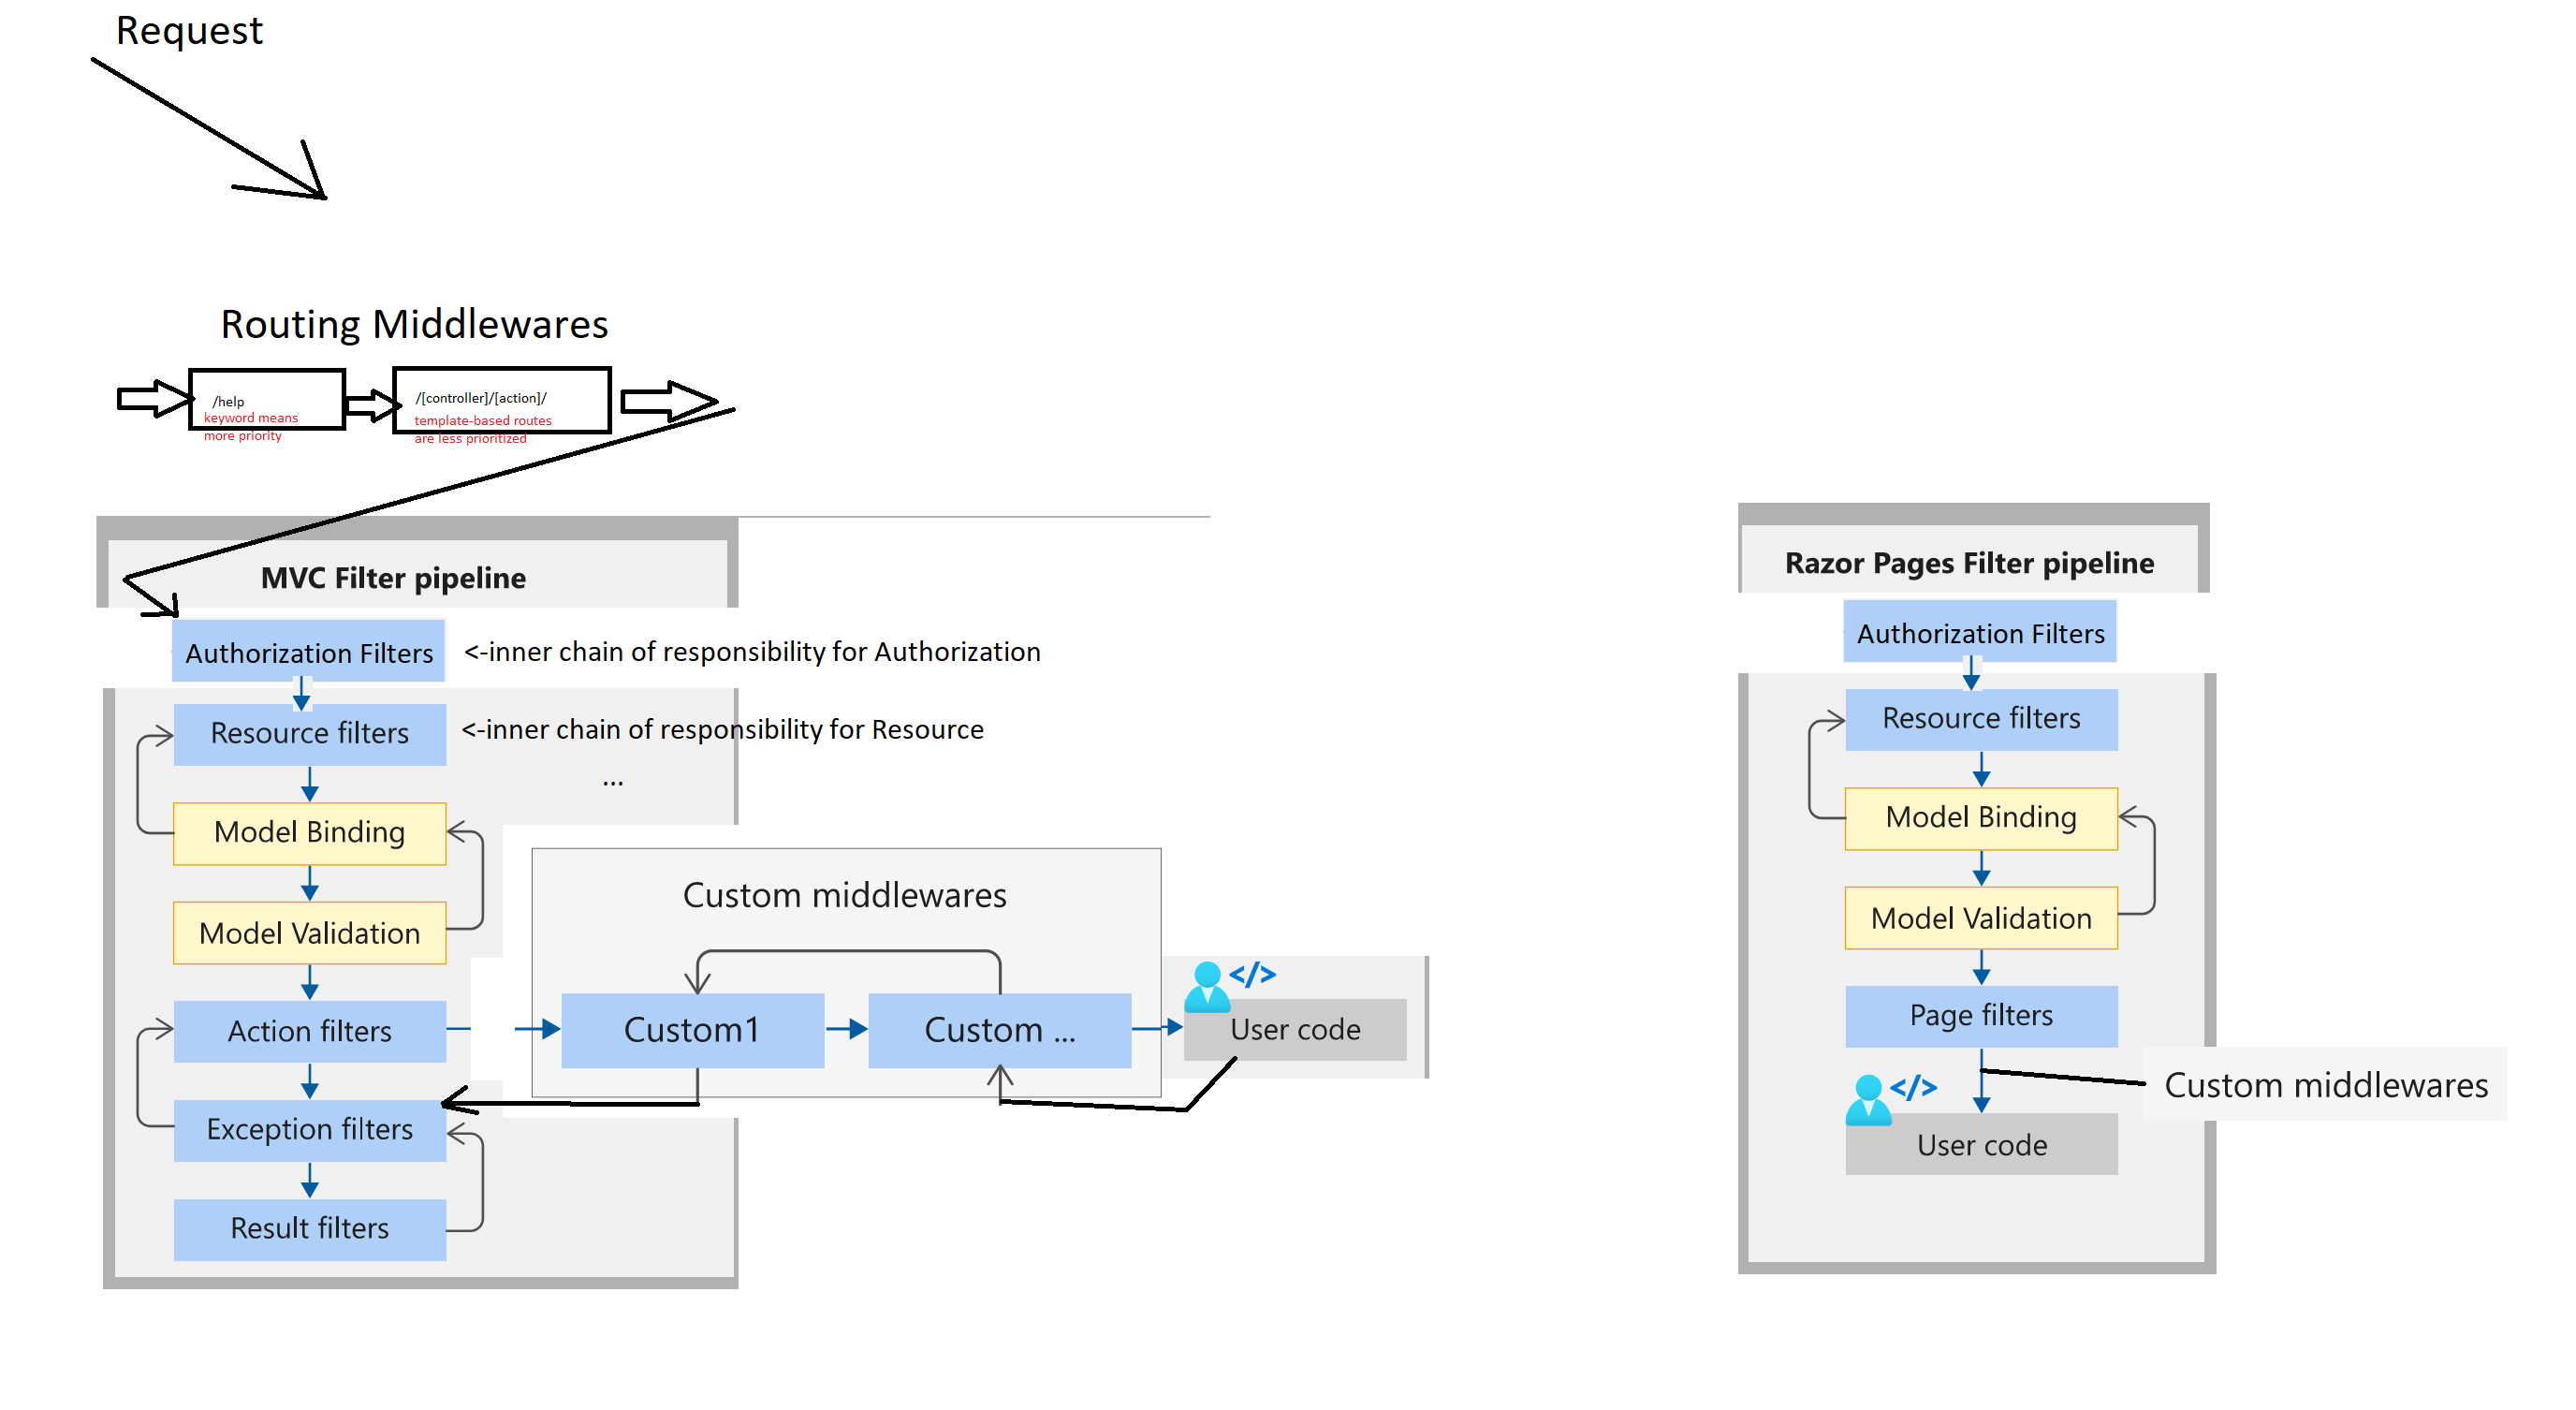 Request
Routing Middlewares
/help
keyword means
more priority
/[controller]/[action]/
template-based routes
are less prioritized
MVC Filter pipeline
Authorization Filters
<-inner chain of responsibility for Authorization
Resource filters
<-inner chain of responsibility for Resource
...
Model Binding
Model Validation
Action filters
Exception filters
Result filters
Custom middlewares
Custom1
Custom ...
</>
User code
Razor Pages Filter pipeline
Authorization Filters
Resource filters
Model Binding
Model Validation
Page filters
Custom middlewares
</>
User code